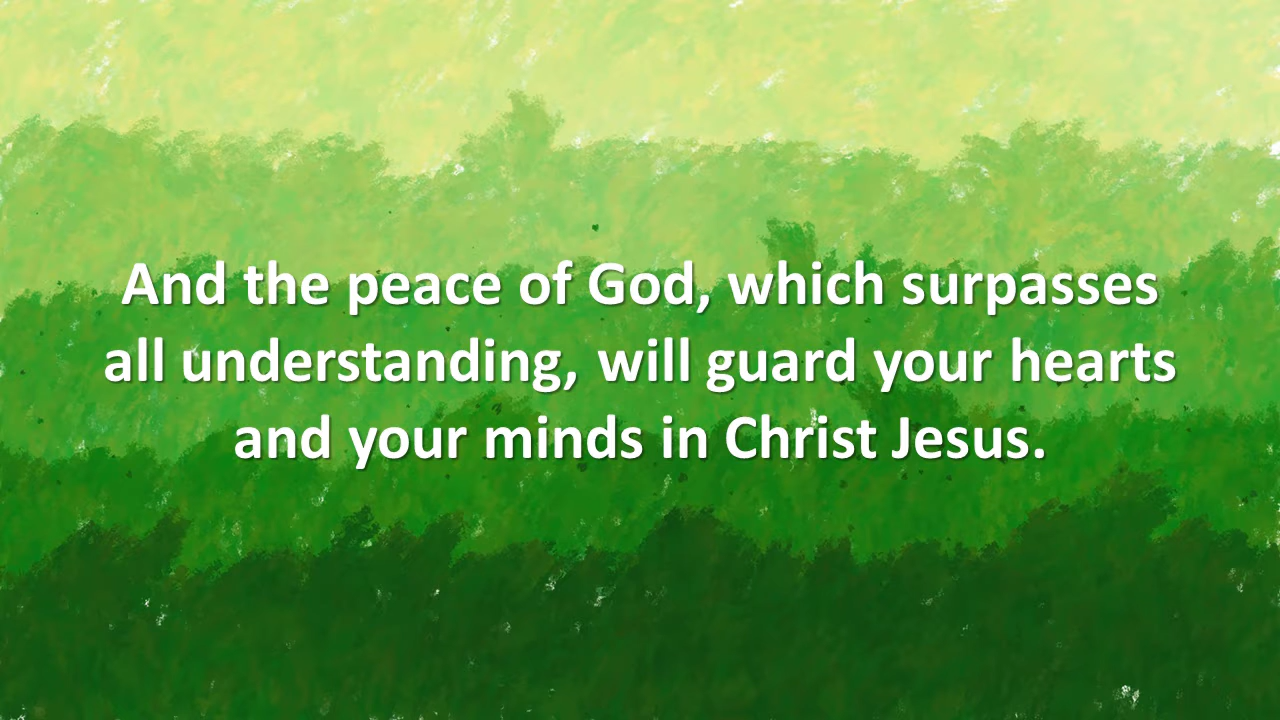 And the peace of God, which surpasses
all understanding, will guard your hearts
and your minds in Christ Jesus.